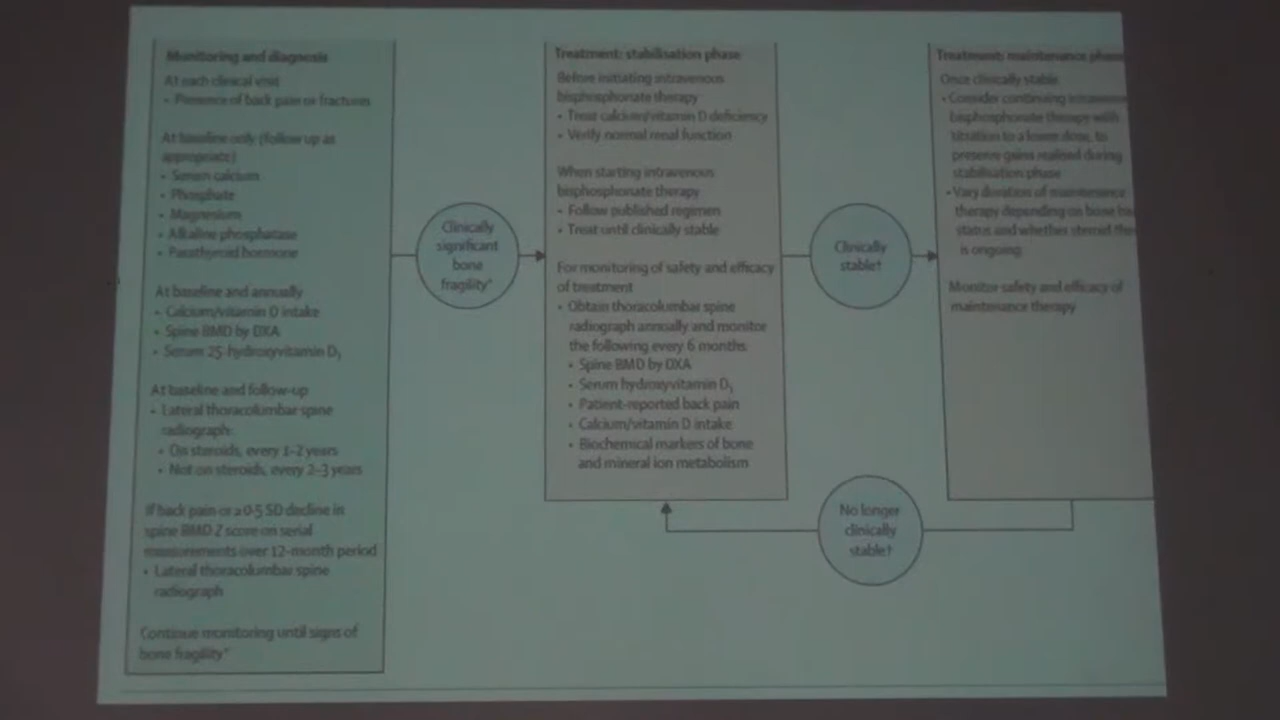 Monitoring and diagnosis
At each clinical visit
• Presence of back pain or fractures
At baseline only (follow up as
appropriate)
• Serum calcium
• Phosphate
• Magnesium
• Alkaline phosphatase
• Parathyroid hormone
At baseline and annually
• Calcium/vitamin D intake
• Spine BMD by DXA
• Serum 25-hydroxyvitamin D3
At baseline and follow-up
• Lateral thoracolumbar spine
radiograph:
• On steroids, every 1–2 years
• Not on steroids, every 2–3 years
If back pain or ≥0·5 SD decline in
spine BMD Z score on serial
measurements over 12-month period
• Lateral thoracolumbar spine
radiograph
Continue monitoring until signs of
bone fragility*
Clinically
significant
bone
fragility*
Treatment: stabilisation phase
Before initiating intravenous
bisphosphonate therapy
• Treat calcium/vitamin D deficiency
• Verify normal renal function
When starting intravenous
bisphosphonate therapy
• Follow published regimen
• Treat until clinically stable
For monitoring of safety and efficacy
of treatment
• Obtain thoracolumbar spine
radiograph annually and monitor
the following every 6 months:
• Spine BMD by DXA
• Serum hydroxyvitamin D3
• Patient-reported back pain
• Calcium/vitamin D intake
• Biochemical markers of bone
and mineral ion metabolism
Clinically
stable†
Treatment: maintenance phase
Once clinically stable
• Consider continuing
bisphosphonate therapy with
titration to a lower dose, to
preserve gains realised during
stabilisation phase
• Vary duration of maintenance
therapy depending on bone
status and whether steroid
is ongoing
Monitor safety and efficacy of
maintenance therapy
No longer
clinically
stable†